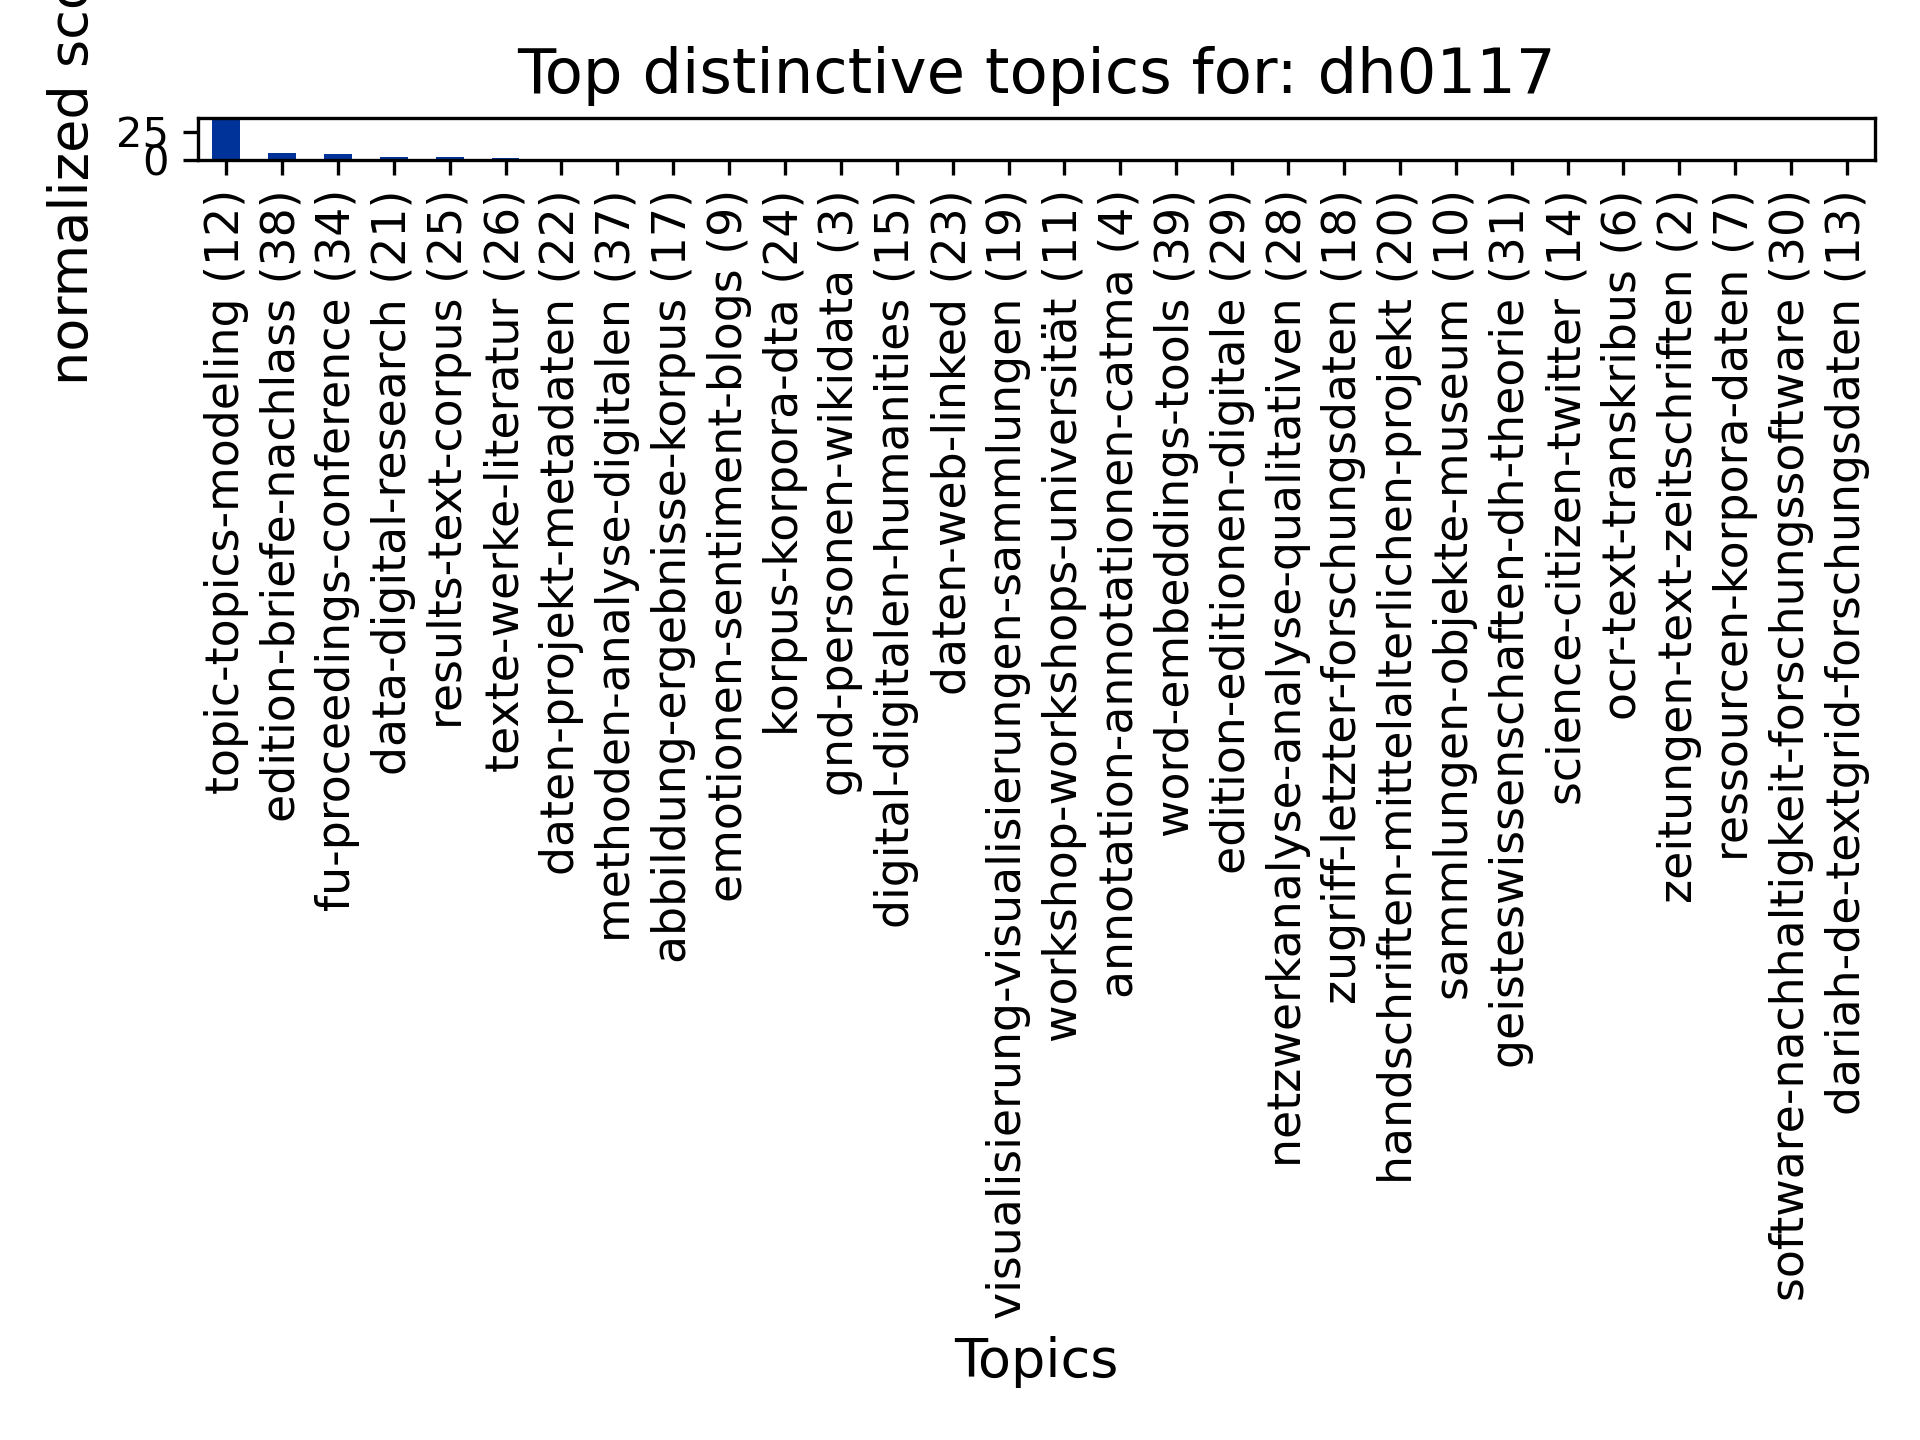 Top distinctive topics for: dh0117
normalized
25
0
topic-topics-modeling (12)
edition-briefe-nachlass (38)
fu-proceedings-conference (34)
data-digital-research (21)
results-text-corpus (25)
texte-werke-literatur (26)
daten-projekt-metadaten (22)
methoden-analyse-digitalen (37)
abbildung-ergebnisse-korpus (17)
emotionen-sentiment-blogs (9)
korpus-korpora-dta (24)
gnd-personen-wikidata (3)
digital-digitalen-humanities (15)
daten-web-linked (23)
visualisierung-visualisierungen-sammlungen (19)
workshop-workshops-universität (11)
annotation-annotationen-catma (4)
word-embeddings-tools (39)
edition-editionen-digitale (29)
netzwerkanalyse-analyse-qualitativen (28)
zugriff-letzter-forschungsdaten (18)
handschriften-mittelalterlichen-projekt (20)
sammlungen-objekte-museum (10)
geisteswissenschaften-dh-theorie (31)
science-citizen-twitter (14)
ocr-text-transkribus (6)
zeitungen-text-zeitschriften (2)
ressourcen-korpora-daten (7)
software-nachhaltigkeit-forschungssoftware (30)
dariah-de-textgrid-forschungsdaten (13)
Topics